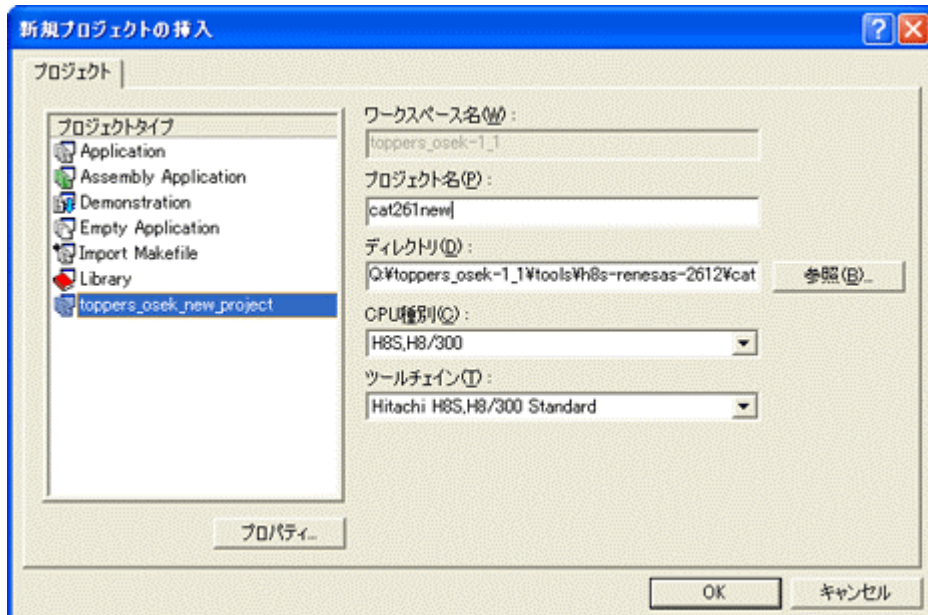 新規プロジェクトの挿入
プロジェクト
プロジェクトタイプ
Application
Assembly Application
Demonstration
Empty Application
Import Makefile
Library
toppers_osek_new_project
プロパティ...
ワークスペース名(W):
toppers_osek-1_1
プロジェクト名(P):
cat261new
ディレクトリ(D):
Q:¥toppers_osek-1_1¥tools¥h8s-renesas-2612¥cat
参照(B)...
CPU種別(C):
H8S,H8/300
ツールチェイン(T):
Hitachi H8S,H8/300 Standard
OK
キャンセル